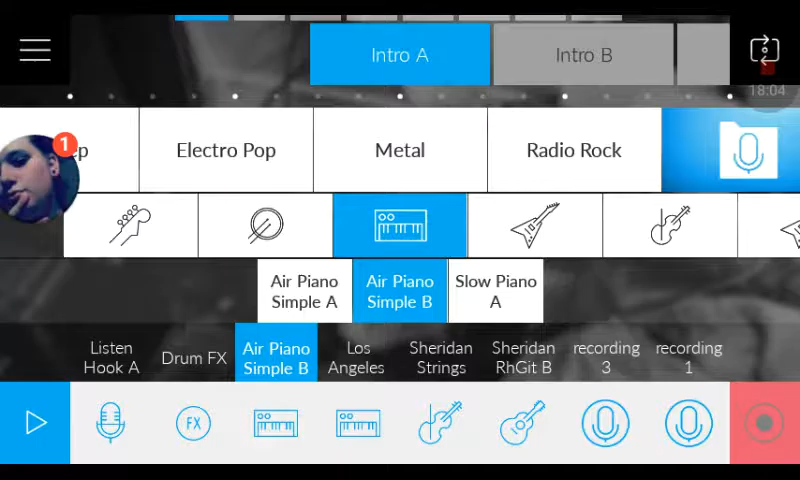 Intro A
Intro B
18:04
1
ep
Electro Pop
Metal
Radio Rock
Air Piano
Simple A
Air Piano
Simple B
Slow Piano
A
Listen
Hook A
Drum FX
Air Piano
Simple B
Los
Angeles
Sheridan
Strings
Sheridan
RhGit B
recording
3
recording
1
FX